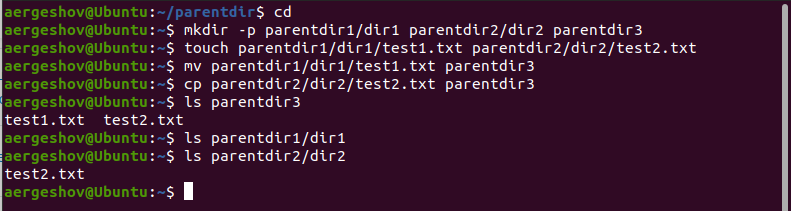 aergeshov@Ubuntu:~/parentdir$ cd
aergeshov@Ubuntu:~$ mkdir -p parentdir1/dir1 parentdir2/dir2 parentdir3
aergeshov@Ubuntu:~$ touch parentdir1/dir1/test1.txt parentdir2/dir2/test2.txt
aergeshov@Ubuntu:~$ mv parentdir1/dir1/test1.txt parentdir3
aergeshov@Ubuntu:~$ cp parentdir2/dir2/test2.txt parentdir3
aergeshov@Ubuntu:~$ ls parentdir3
test1.txt  test2.txt
aergeshov@Ubuntu:~$ ls parentdir1/dir1
aergeshov@Ubuntu:~$ ls parentdir2/dir2
test2.txt
aergeshov@Ubuntu:~$